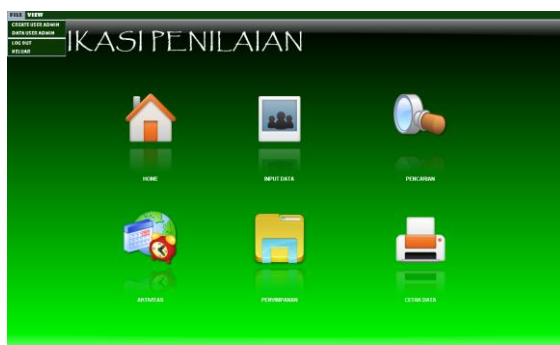 FILE VIEW
CREATE USER ADMIN
DATA USER ADMIN
LOG OUT
KELUAR
IKASI PENILAIAN
HOME
INPUT DATA
PENCARIAN
AKTIVITAS
PENYIMPANAN
CETAK DATA